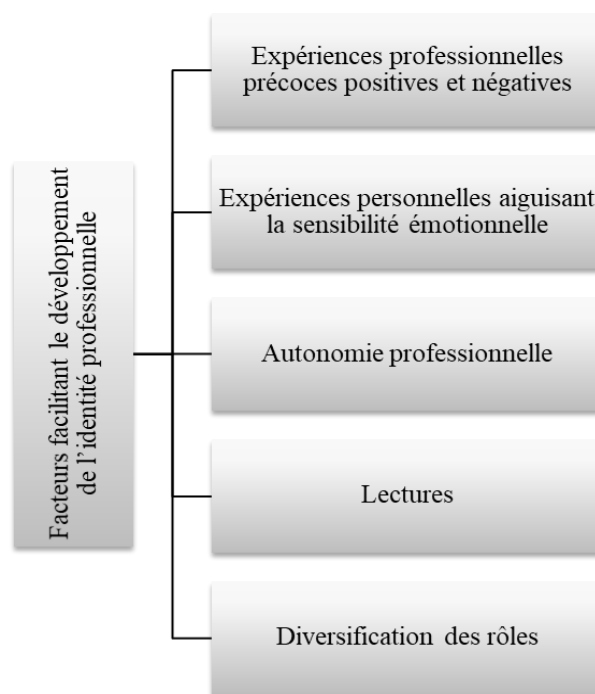 Facteurs facilitant le développement
de l’identité professionnelle
Expériences professionnelles
précoces positives et négatives
Expériences personnelles aiguisant
la sensibilité émotionnelle
Autonomie professionnelle
Lectures
Diversification des rôles